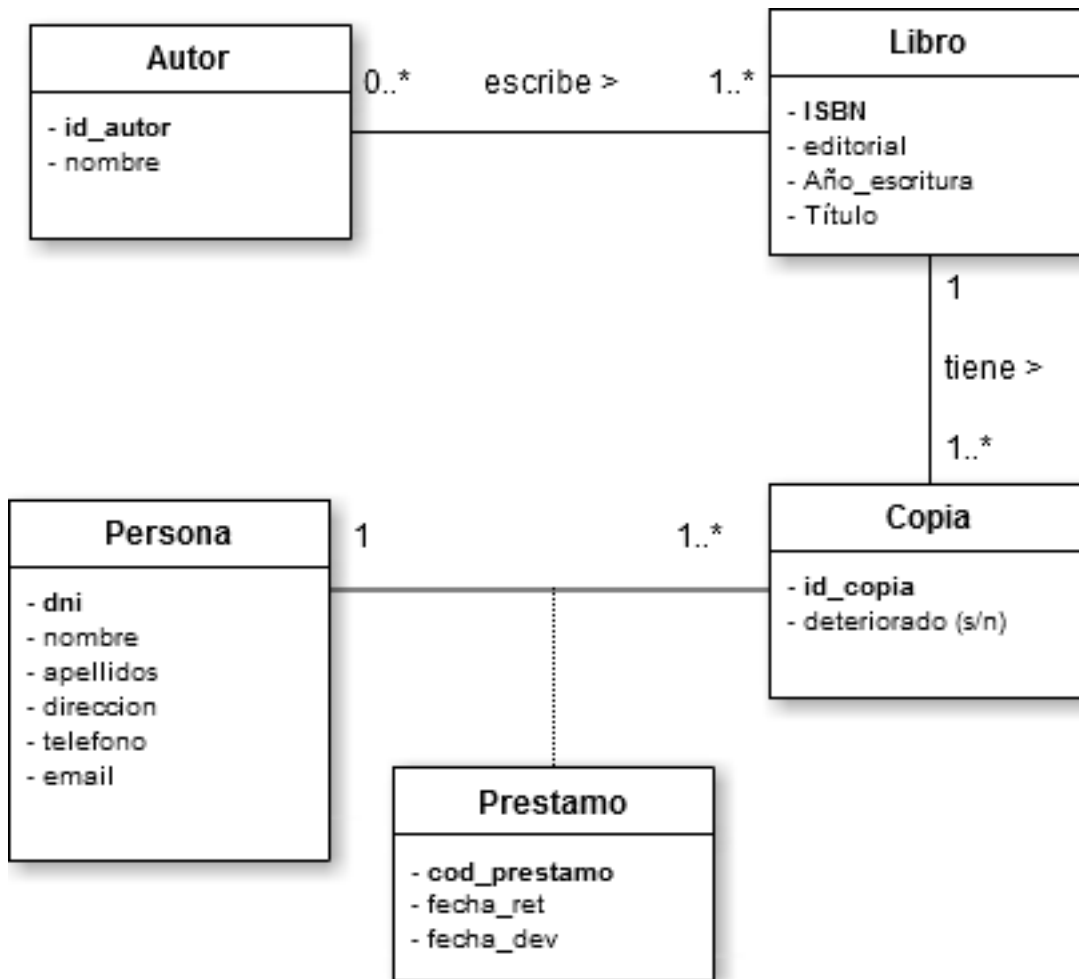 Autor
- id_autor
- nombre
0..* escribe > 1..*
Libro
- ISBN
- editorial
- Año_escritura
- Título
1
tiene >
1..*
Persona
- dni
- nombre
- apellidos
- direccion
- telefono
- email
1 1..*
Copia
- id_copia
- deteriorado (s/n)
Prestamo
- cod_prestamo
- fecha_ret
- fecha_dev